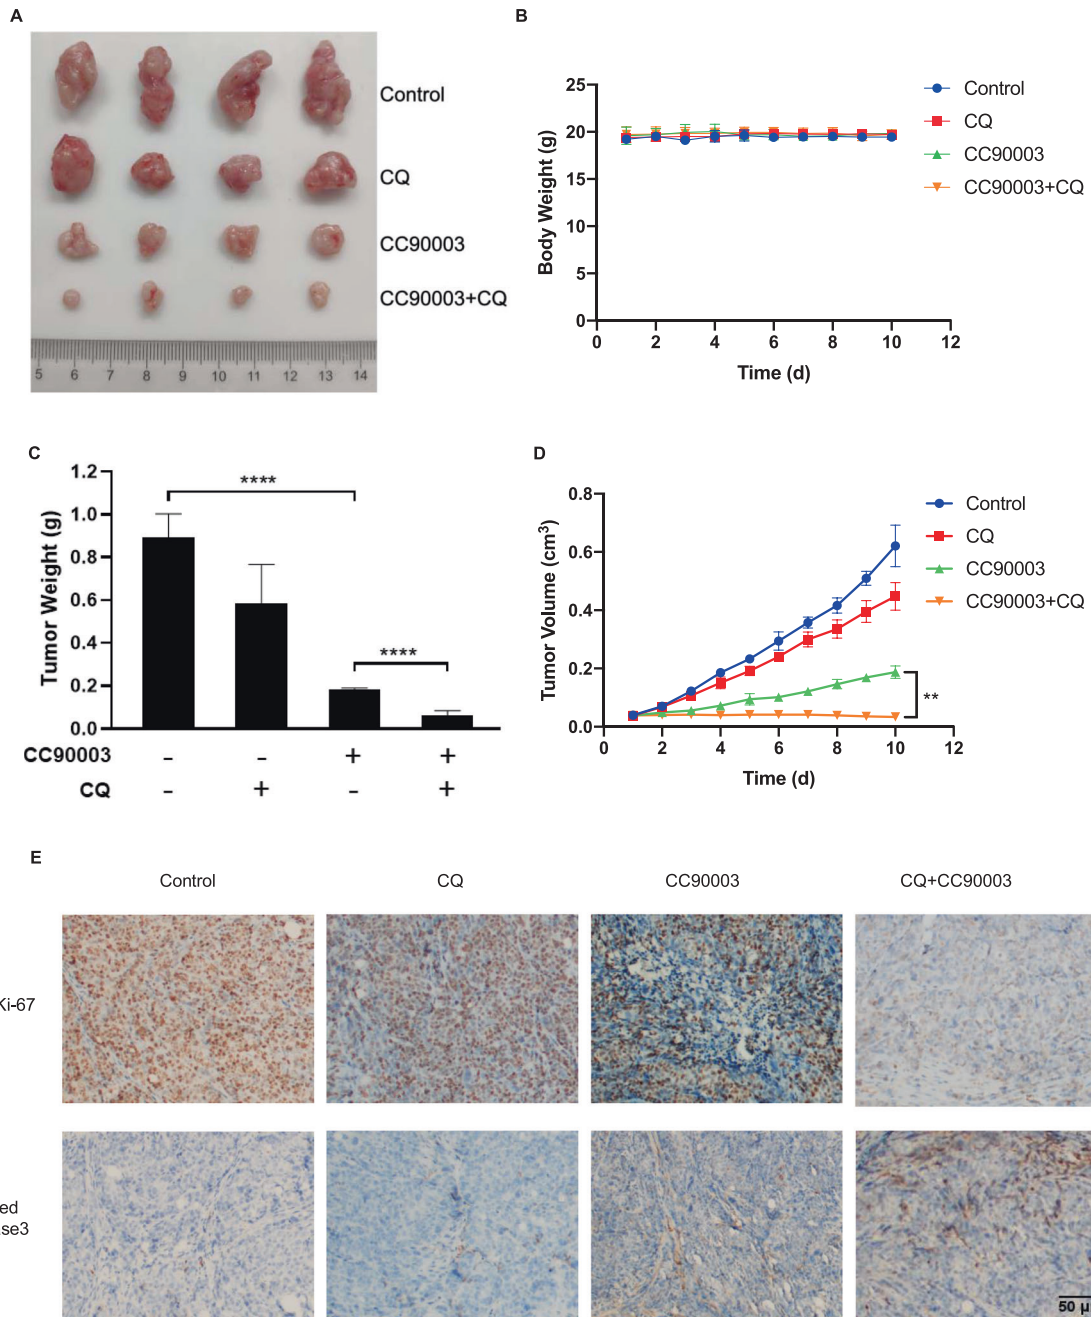 A
Control
CQ
CC90003
CC90003+CQ
5 6 7 8 9 10 11 12 13 14
B
25
20
15
10
5
0
Body Weight (g)
0 2 4 6 8 10 12
Time (d)
Control
CQ
CC90003
CC90003+CQ
C
1.2
1.0
0.8
0.6
0.4
0.2
0.0
Tumor Weight (g)
****
****
CC90003 - - + +
CQ - + - +
D
0.8
0.6
0.4
0.2
0.0
Tumor Volume (cm³)
0 2 4 6 8 10 12
Time (d)
Control
CQ
CC90003
CC90003+CQ
**
E
Control CQ CC90003 CQ+CC90003
Ki-67
ed
ase3
50 µ